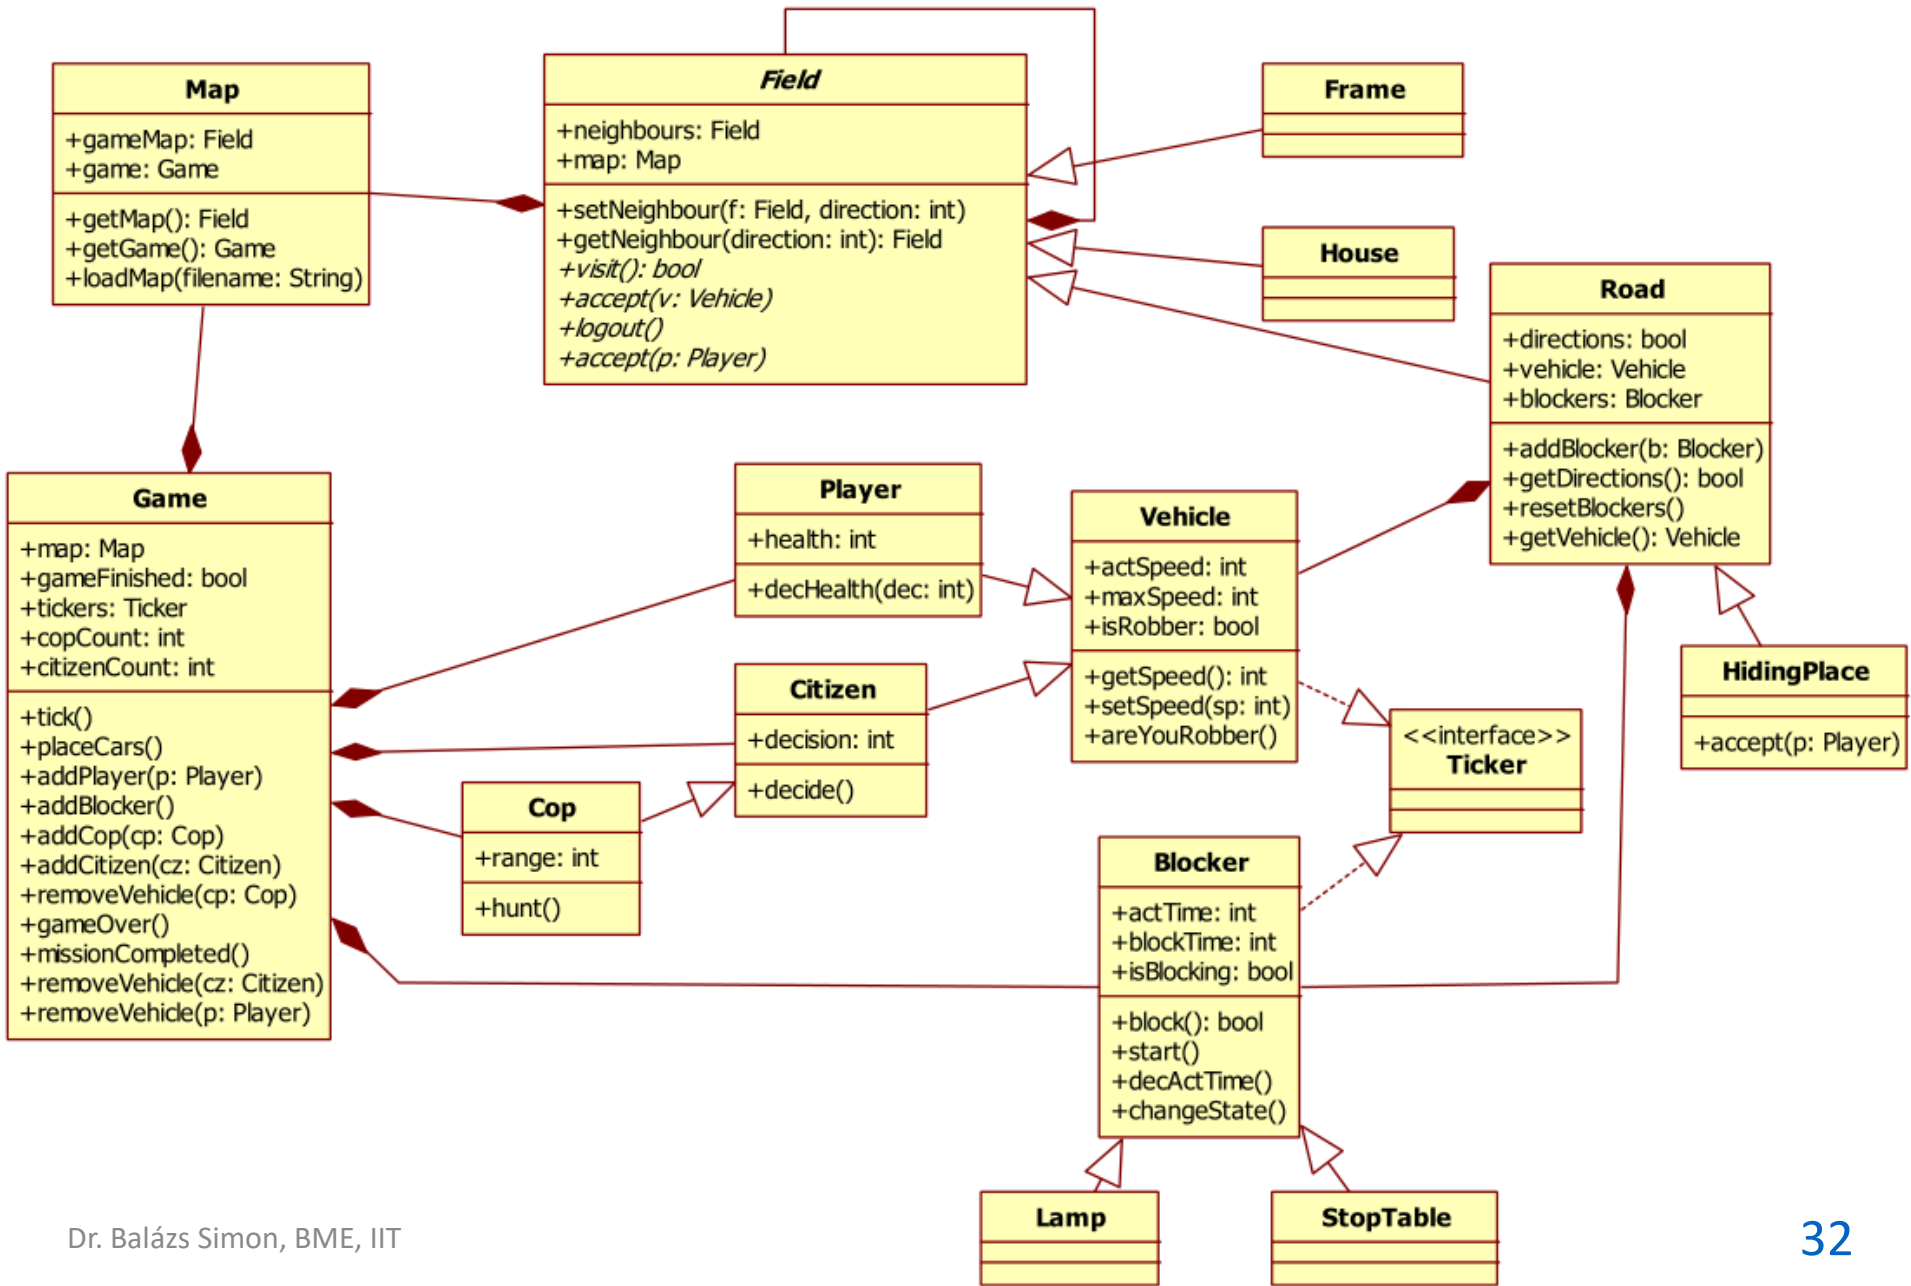 Map
+gameMap: Field
+game: Game
+getMap(): Field
+getGame(): Game
+loadMap(filename: String)
Field
+neighbours: Field
+map: Map
+setNeighbour(f: Field, direction: int)
+getNeighbour(direction: int): Field
+visit(): bool
+accept(v: Vehicle)
+logout()
+accept(p: Player)
Frame
House
Road
+directions: bool
+vehicle: Vehicle
+blockers: Blocker
+addBlocker(b: Blocker)
+getDirections(): bool
+resetBlockers()
+getVehicle(): Vehicle
Game
+map: Map
+gameFinished: bool
+tickers: Ticker
+copCount: int
+citizenCount: int
+tick()
+placeCars()
+addPlayer(p: Player)
+addBlocker()
+addCop(cp: Cop)
+addCitizen(cz: Citizen)
+removeVehicle(cp: Cop)
+gameOver()
+missionCompleted()
+removeVehicle(cz: Citizen)
+removeVehicle(p: Player)
Player
+health: int
+decHealth(dec: int)
Vehicle
+actSpeed: int
+maxSpeed: int
+isRobber: bool
+getSpeed(): int
+setSpeed(sp: int)
+areYouRobber()
Citizen
+decision: int
+decide()
Cop
+range: int
+hunt()
<<interface>>
Ticker
HidingPlace
+accept(p: Player)
Blocker
+actTime: int
+blockTime: int
+isBlocking: bool
+block(): bool
+start()
+decActTime()
+changeState()
Lamp
StopTable
Dr. Balázs Simon, BME, IIT
32